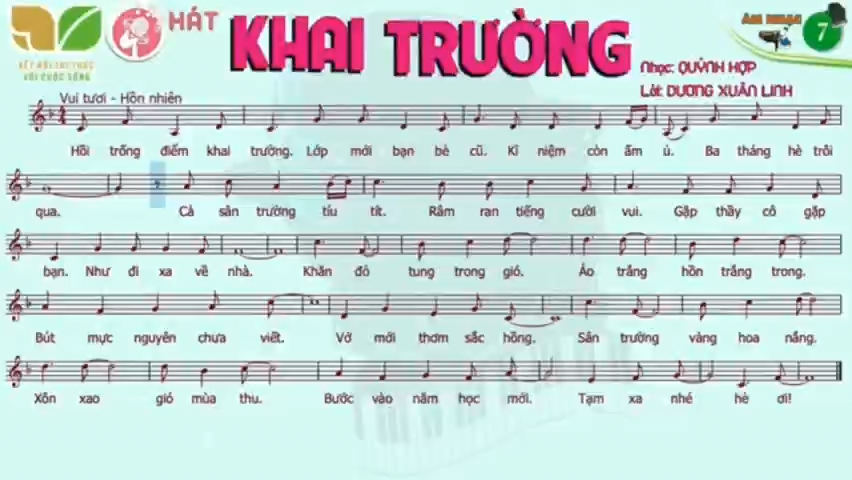 KẾT NỐI TRI THỨC
VỚI CUỘC SỐNG
HÁT
KHAI TRƯỜNG
ÂM NHẠC
7
Nhạc: QUỲNH HỢP
Lời: DƯƠNG XUÂN LINH
Vui tươi - Hồn nhiên
Hồi trống điểm khai trường. Lớp mới bạn bè cũ. Kỉ niệm còn ấm ủ. Ba tháng hè trôi
qua. Cả sân trường tíu tít. Râm ran tiếng cười vui. Gặp thầy cô gặp
bạn. Như đi xa về nhà. Khăn đỏ tung trong gió. Áo trắng hồn trắng trong.
Bút mực nguyên chưa viết. Vở mới thơm sắc hồng. Sân trường vàng hoa nắng.
Xôn xao gió mùa thu. Bước vào năm học mới. Tạm xa nhé hè ơi!